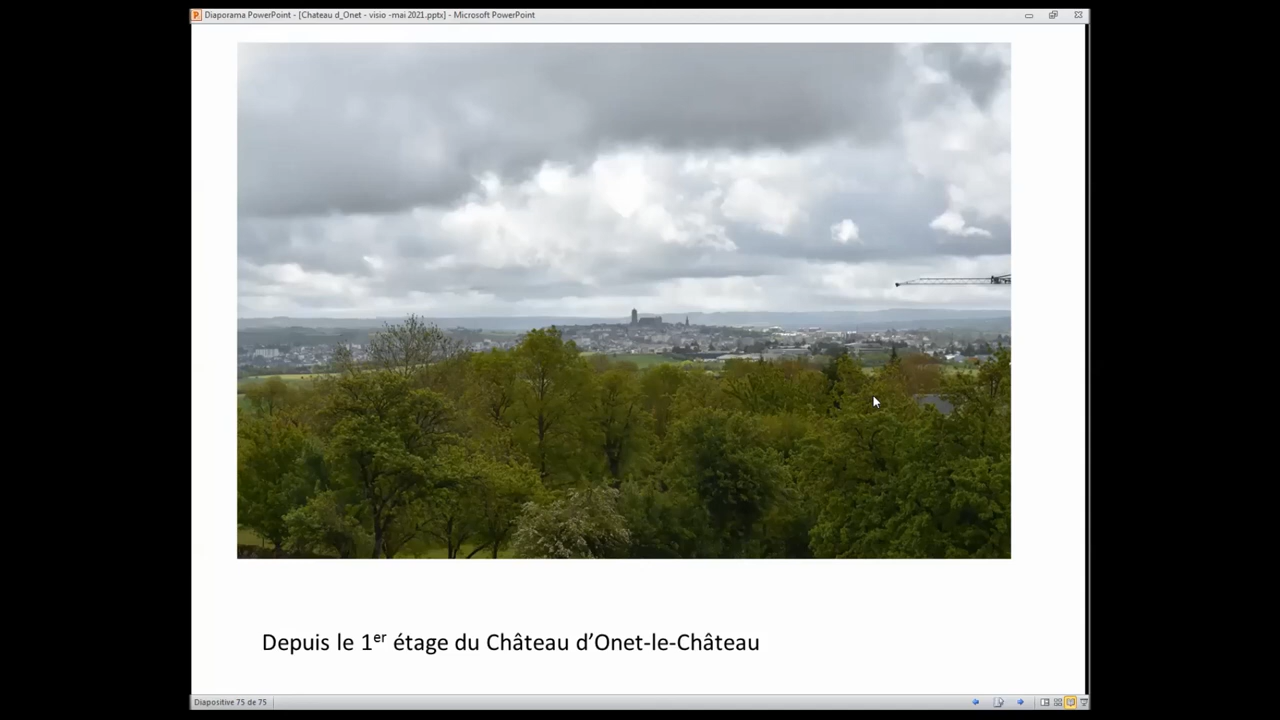 Diaporama PowerPoint - [Chateau d_Onet - visio -mai 2021.pptx] - Microsoft PowerPoint
Depuis le 1er étage du Château d’Onet-le-Château
Diapositive 75 de 75